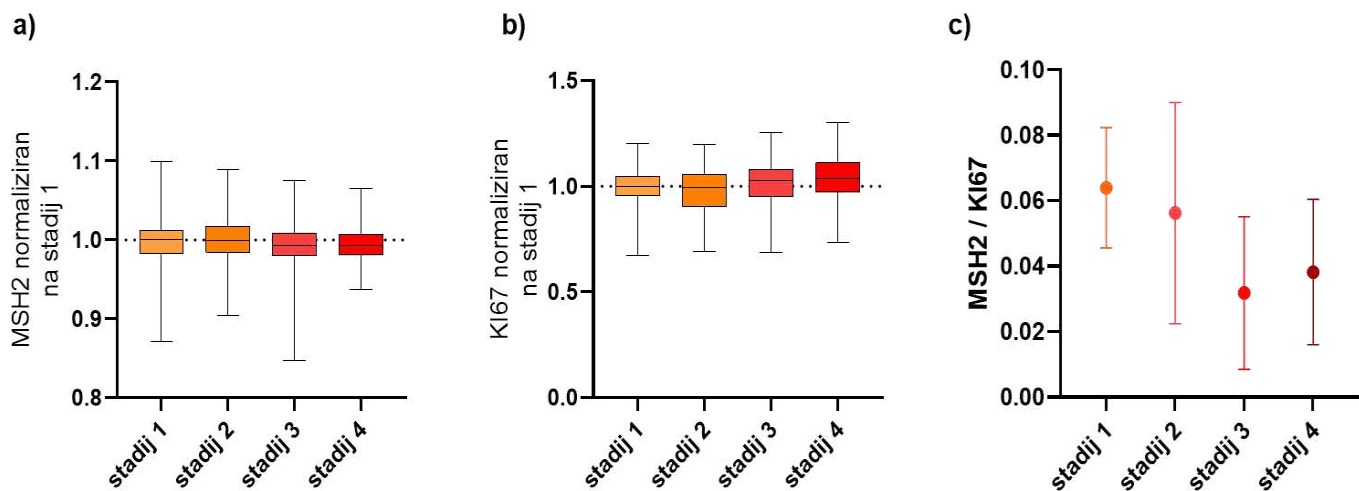 a)
MSH2 normaliziran
na stadij 1
1.2
1.1
1.0
0.9
0.8
stadij 1
stadij 2
stadij 3
stadij 4
b)
KI67 normaliziran
na stadij 1
1.5
1.0
0.5
0.0
stadij 1
stadij 2
stadij 3
stadij 4
c)
MSH2 / KI67
0.10
0.08
0.06
0.04
0.02
0.00
stadij 1
stadij 2
stadij 3
stadij 4